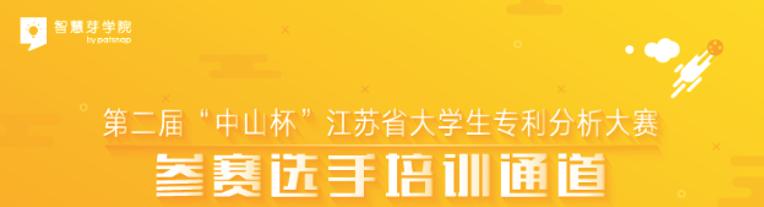 智慧芽学院
by patsnap
第二届“中山杯”江苏省大学生专利分析大赛
参赛选手培训通道